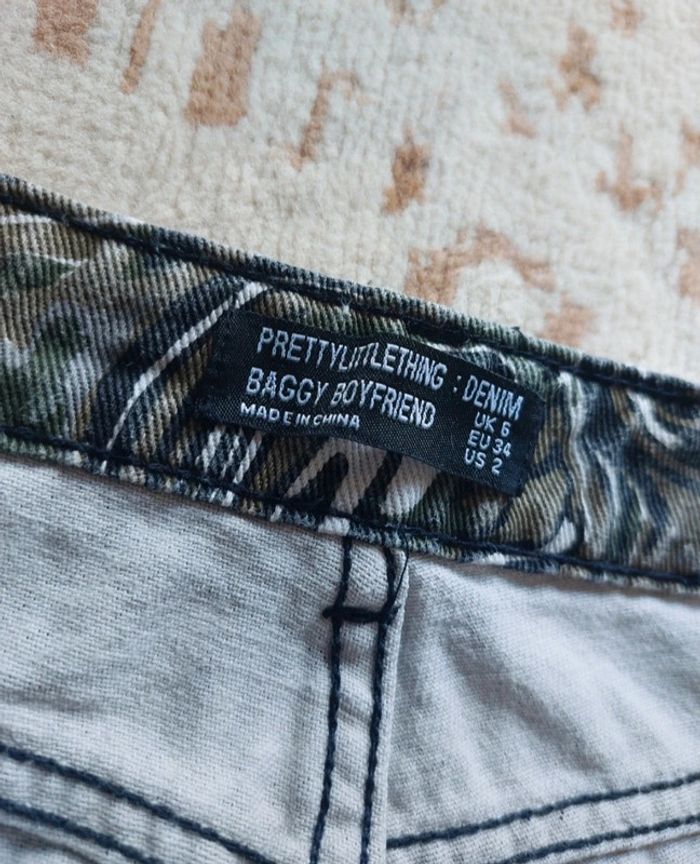 PRETTYLITTLETHING : DENIM
BAGGY BOYFRIEND
MADE IN CHINA
UK 6
EU 34
US 2